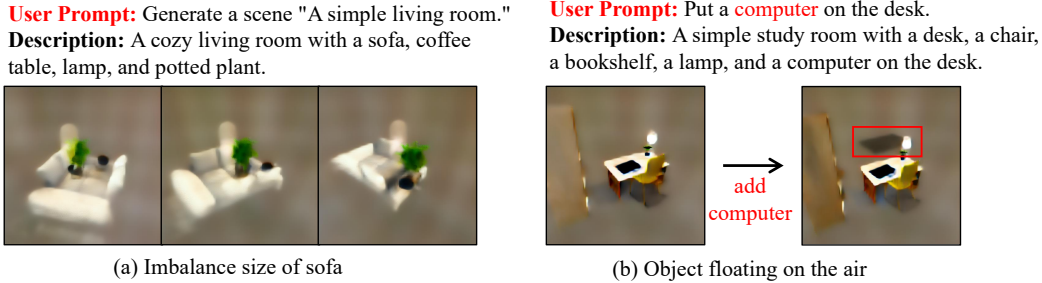 User Prompt: Generate a scene "A simple living room."
Description: A cozy living room with a sofa, coffee
table, lamp, and potted plant.
(a) Imbalance size of sofa
User Prompt: Put a computer on the desk.
Description: A simple study room with a desk, a chair,
a bookshelf, a lamp, and a computer on the desk.
add
computer
(b) Object floating on the air